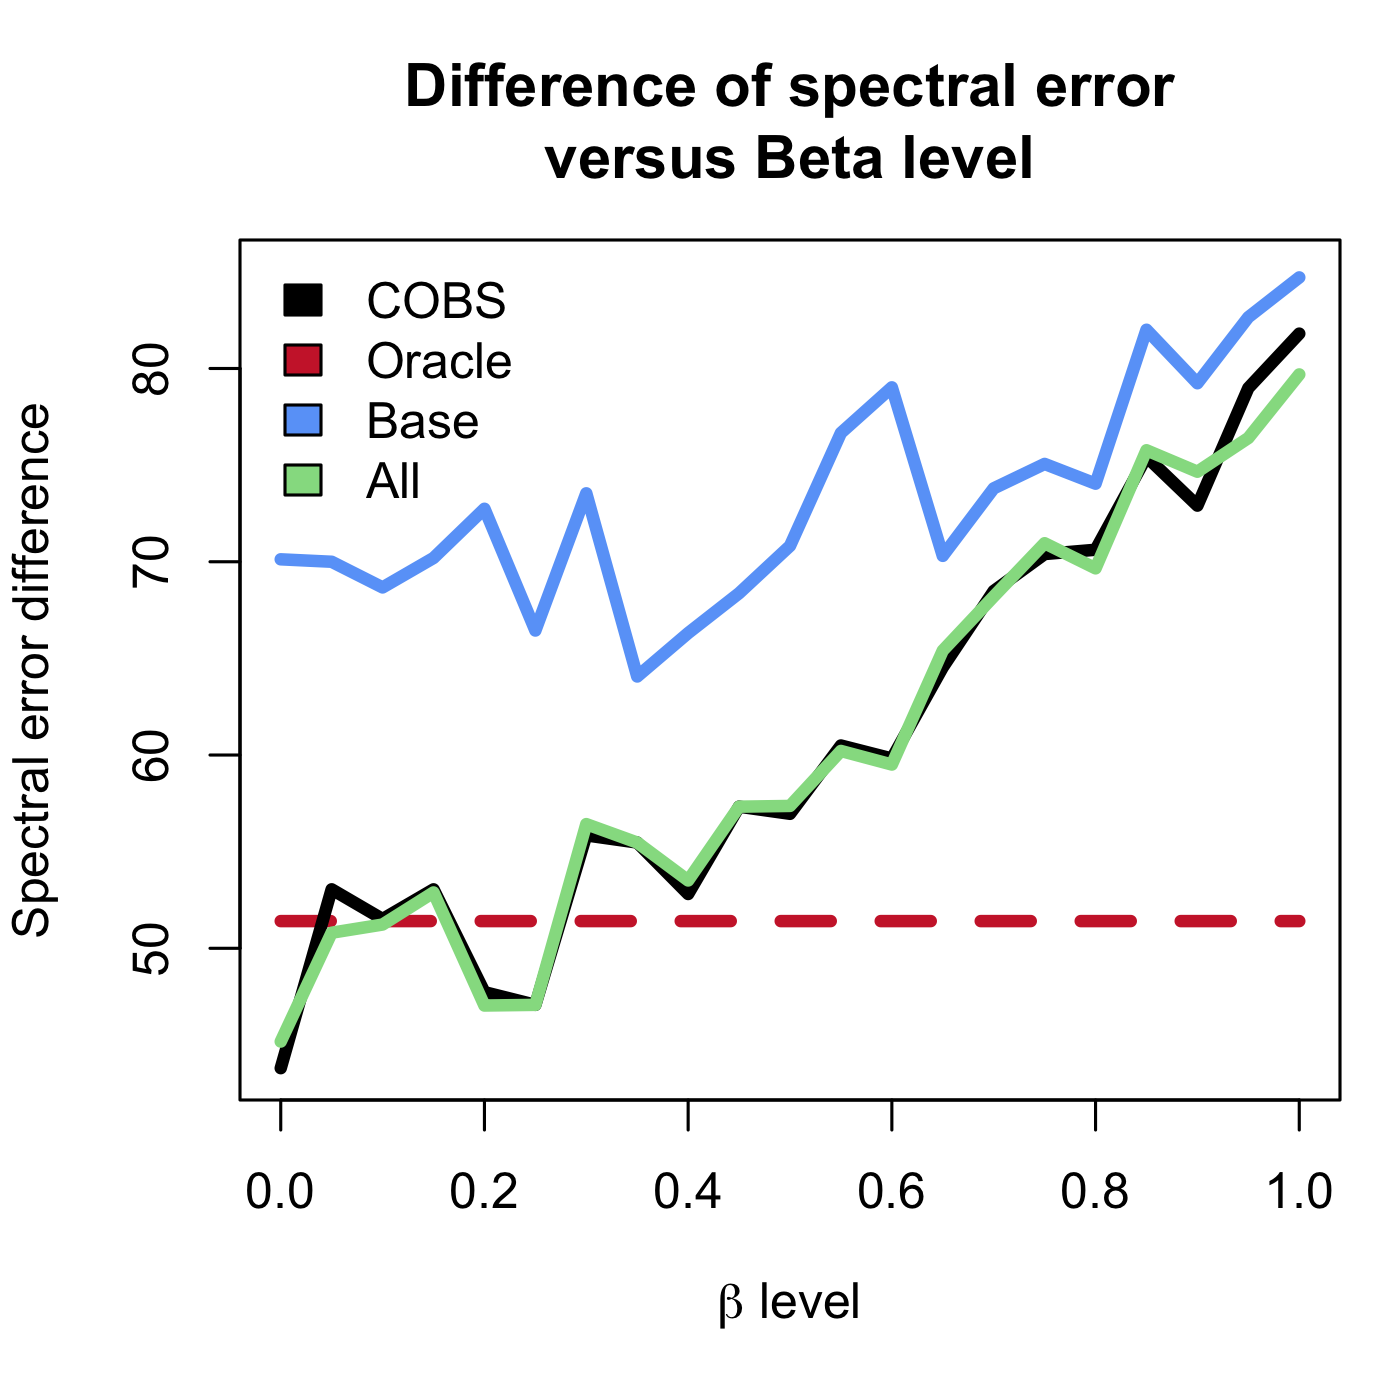 Difference of spectral error
versus Beta level
COBS
Oracle
Base
All
Spectral error difference
80
70
60
50
0.0 0.2 0.4 0.6 0.8 1.0
β level